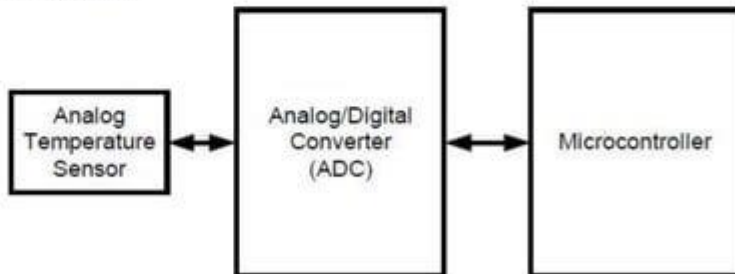 Analog
Temperature
Sensor
Analog/Digital
Converter
(ADC)
Microcontroller